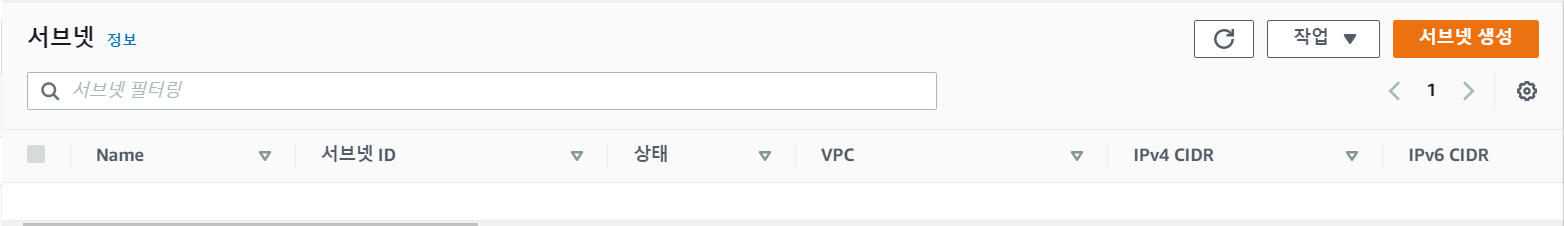 서브넷 정보 작업 서브넷 생성
서브넷 필터링 1
Name 서브넷 ID 상태 VPC IPv4 CIDR IPv6 CIDR